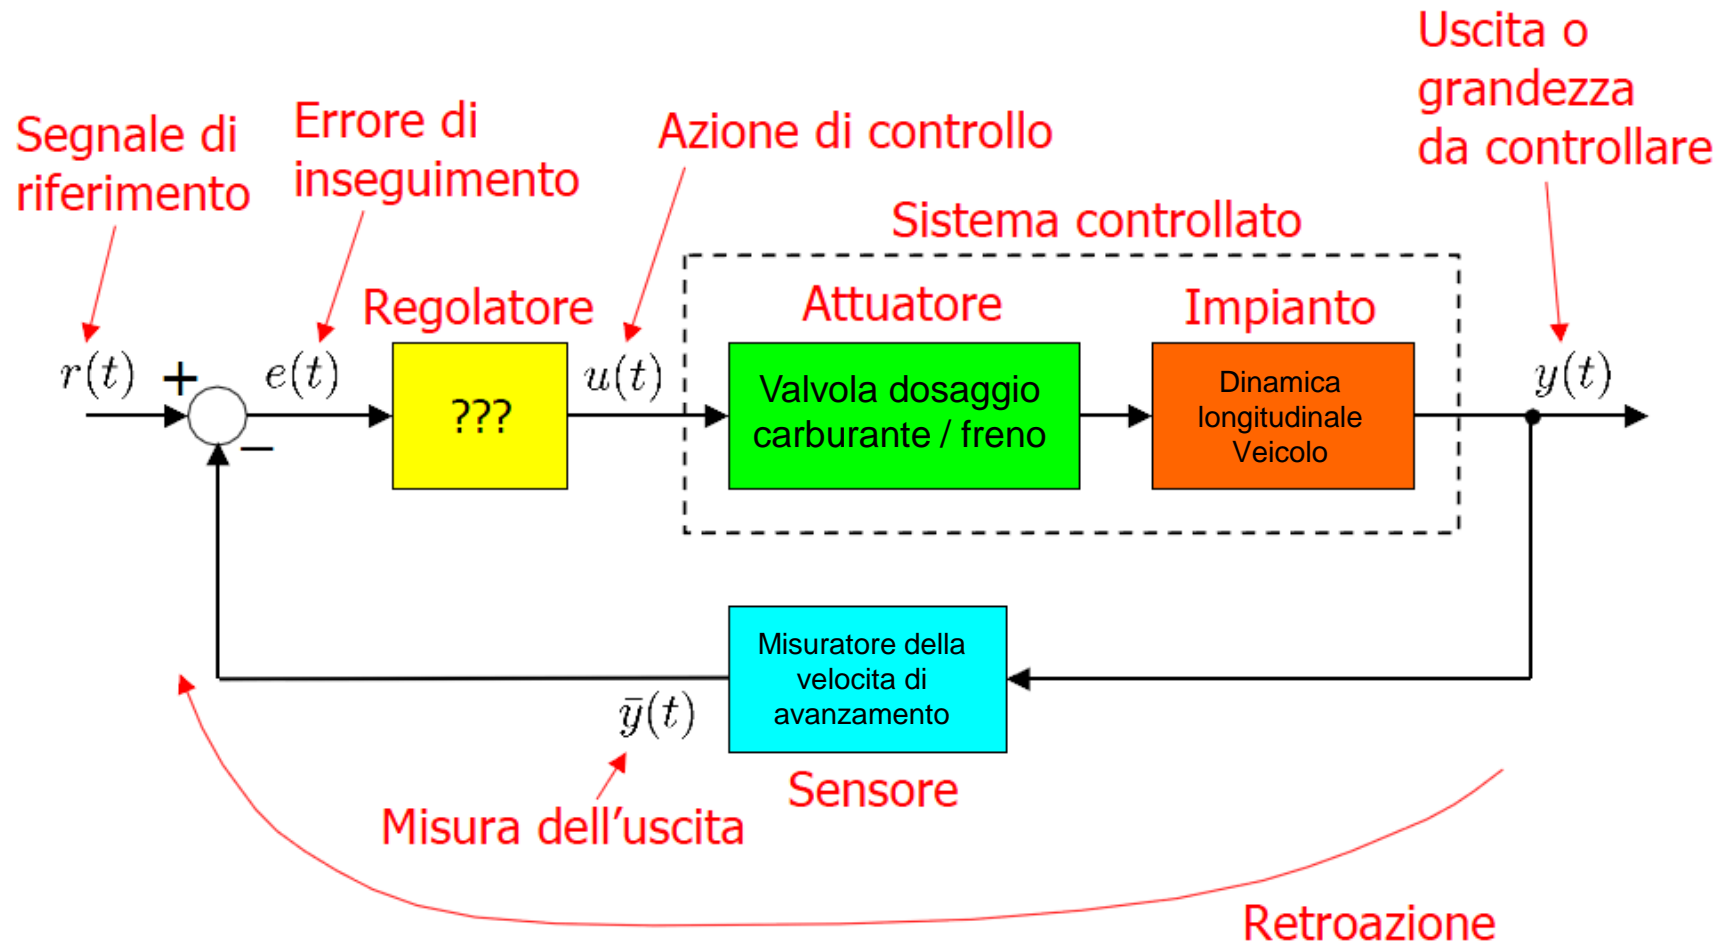 Uscita o
grandezza
da controllare
Segnale di
riferimento
Errore di
inseguimento
Azione di controllo
Sistema controllato
Regolatore
Attuatore
Impianto
r(t)
+
−
e(t)
???
u(t)
Valvola dosaggio
carburante / freno
Dinamica
longitudinale
Veicolo
y(t)
Misuratore della
velocita di
avanzamento
ȳ(t)
Sensore
Misura dell'uscita
Retroazione